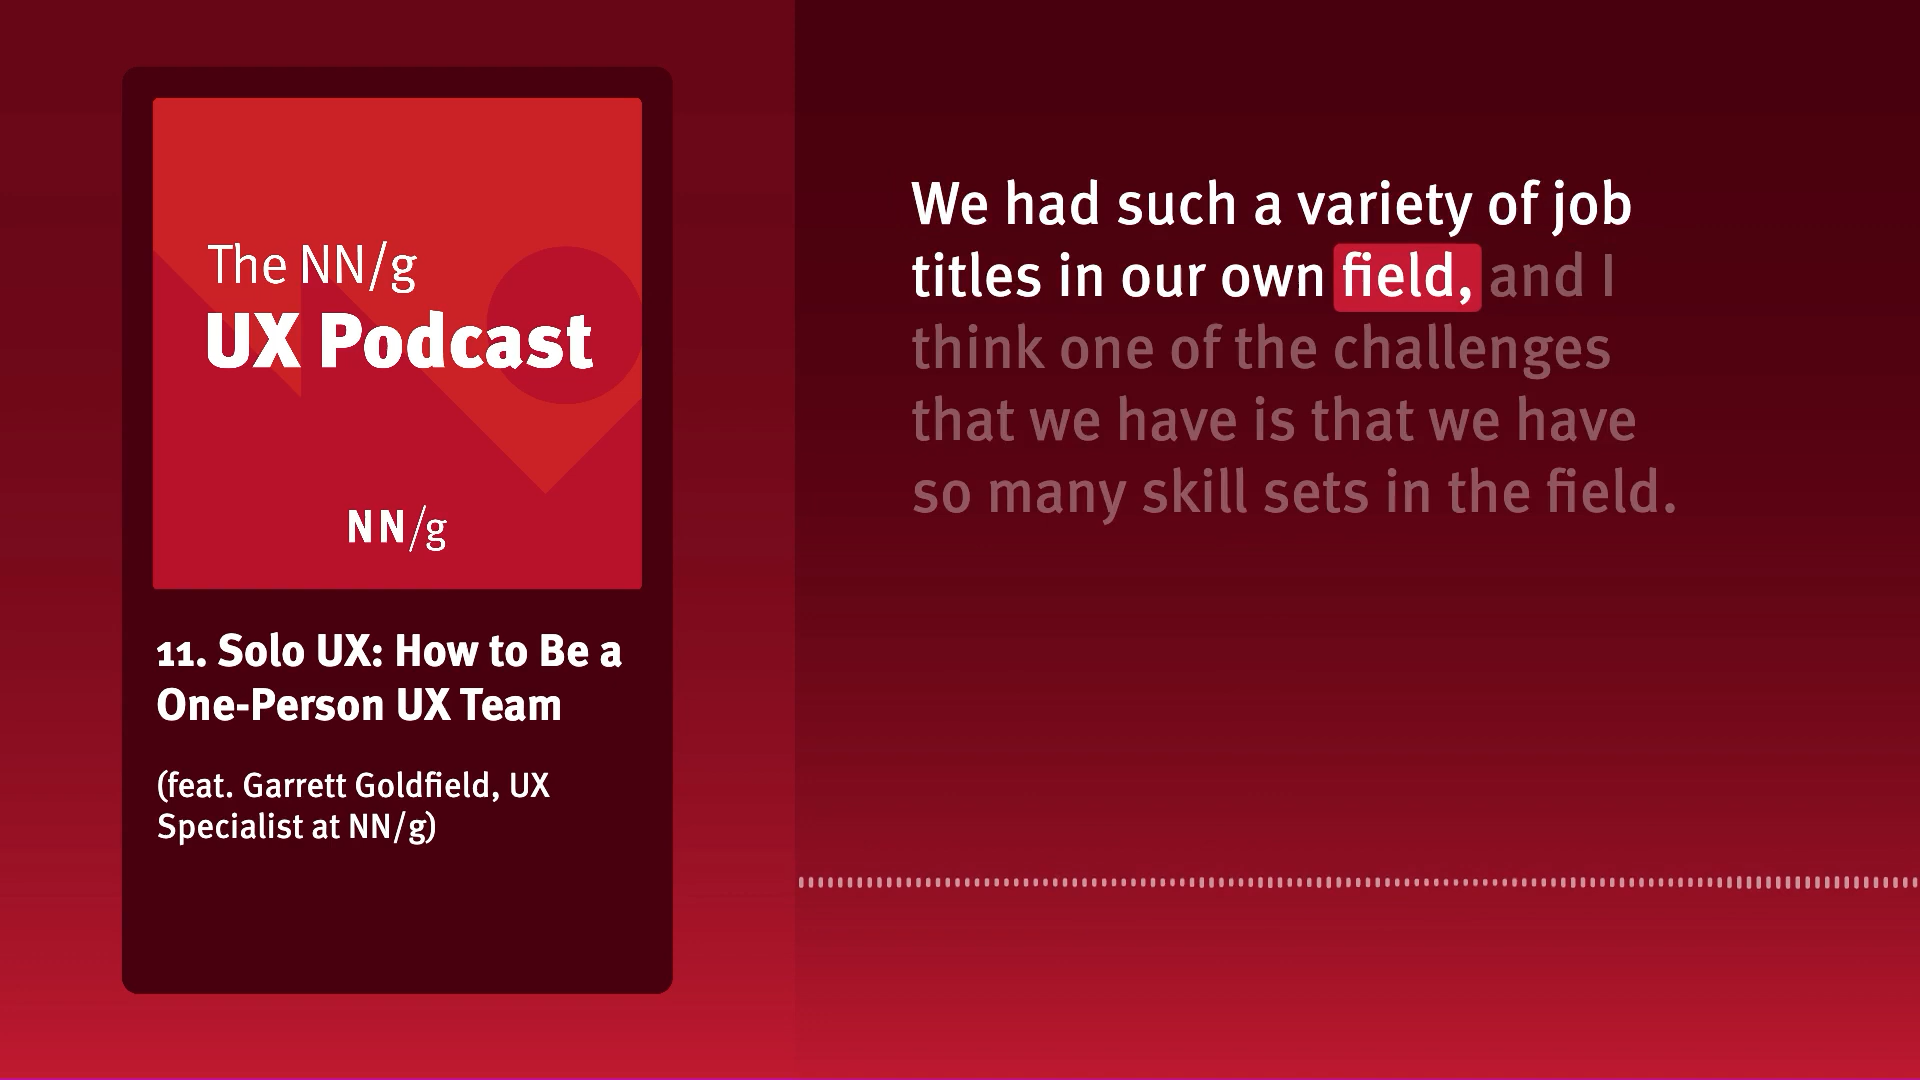 The NN/g
UX Podcast
NN/g
11. Solo UX: How to Be a
One-Person UX Team
(feat. Garrett Goldfield, UX
Specialist at NN/g)
We had such a variety of job
titles in our own field, and I
think one of the challenges
that we have is that we have
so many skill sets in the field.